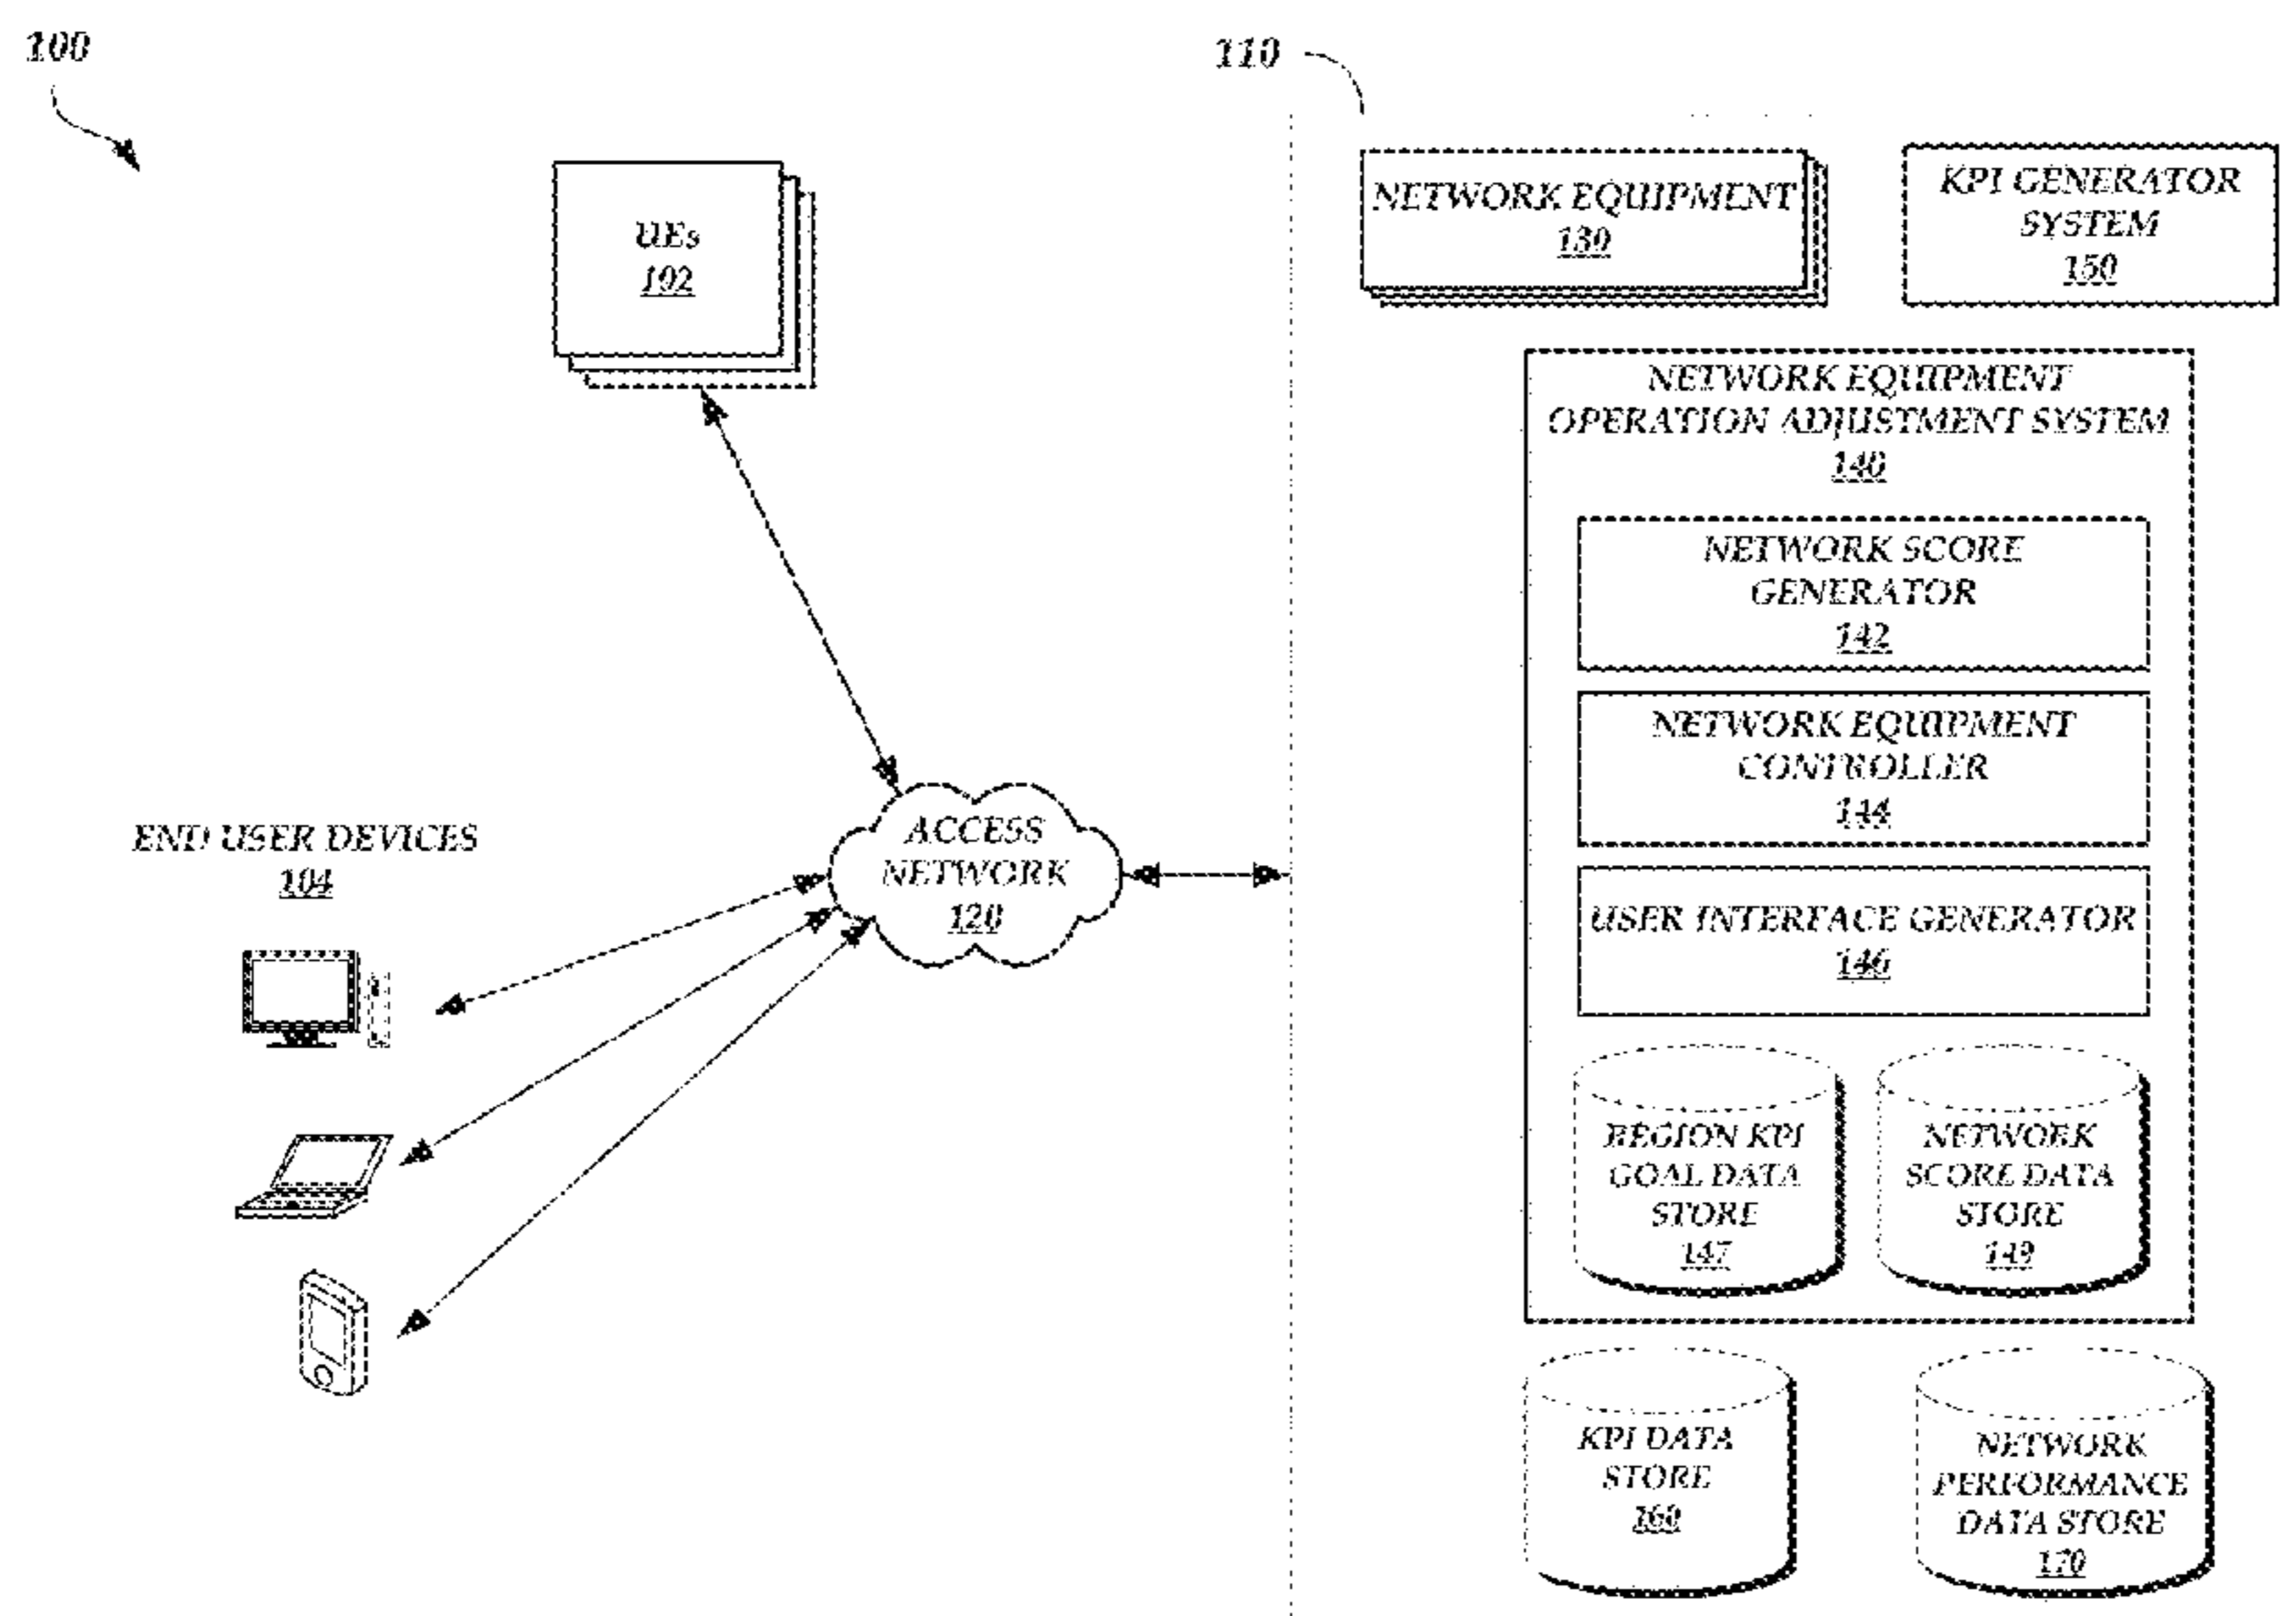 100
110
UEs
102
NETWORK EQUIPMENT
130
KPI GENERATOR
SYSTEM
150
NETWORK EQUIPMENT
OPERATION ADJUSTMENT SYSTEM
140
NETWORK SCORE
GENERATOR
142
NETWORK EQUIPMENT
CONTROLLER
144
USER INTERFACE GENERATOR
146
END USER DEVICES
104
ACCESS
NETWORK
120
REGION KPI
GOAL DATA
STORE
147
NETWORK
SCORE DATA
STORE
149
KPI DATA
STORE
160
NETWORK
PERFORMANCE
DATA STORE
170